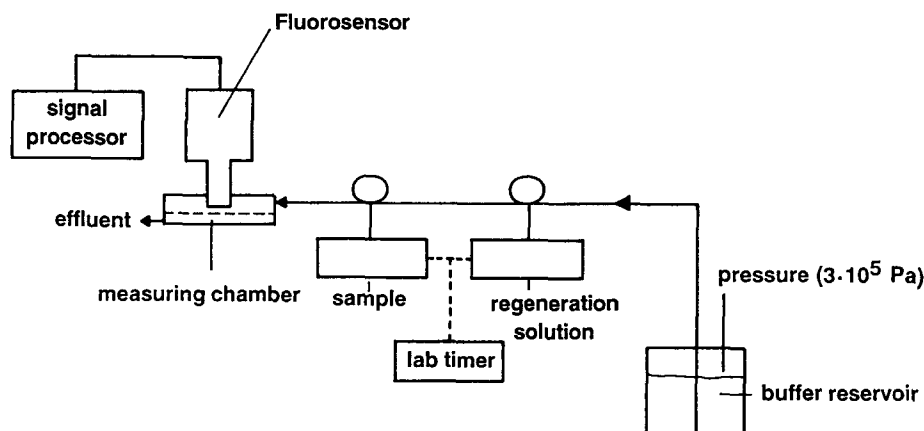 Fluorosensor
signal
processor
effluent
measuring chamber
sample
regeneration
solution
lab timer
pressure (3·10⁵ Pa)
buffer reservoir